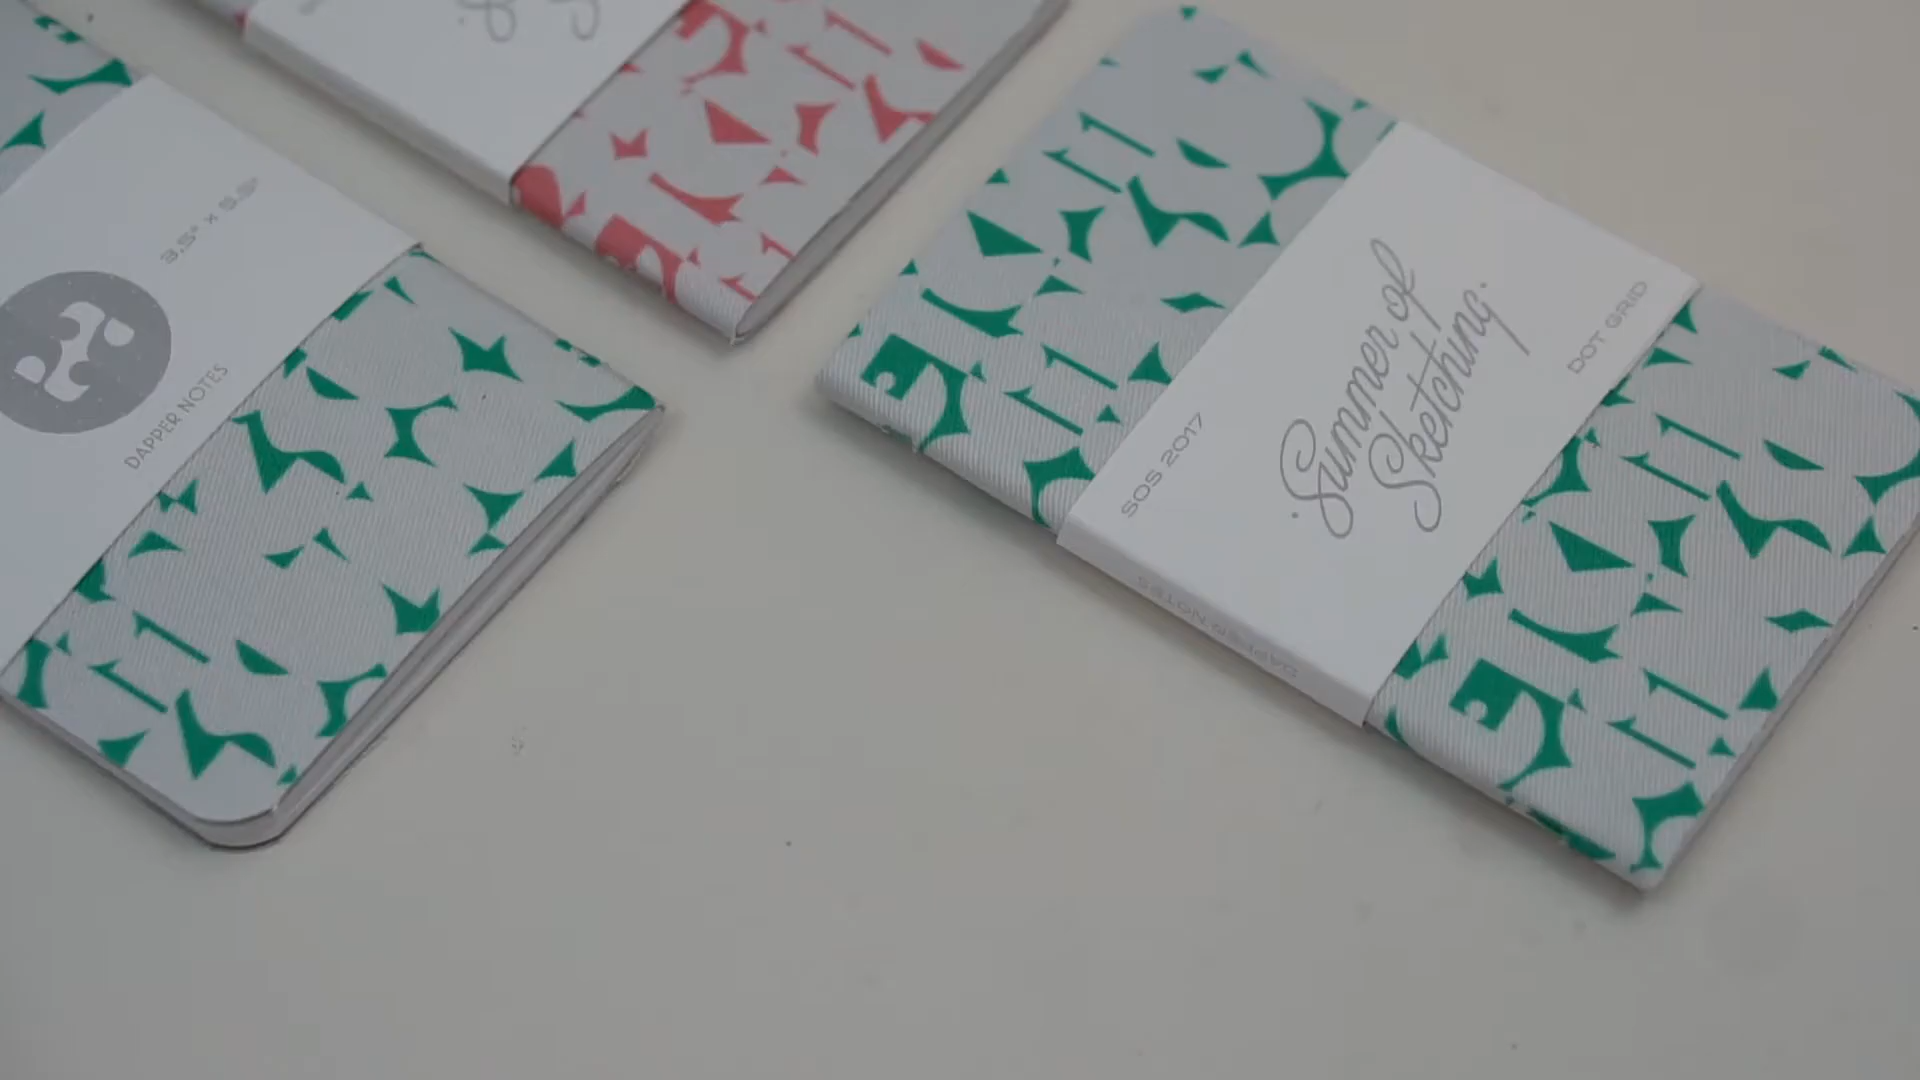 3.5" × 5.5"
DAPPER NOTES
SOS 2017
Summer of
Sketching
DOT GRID
DAPPER NOTES